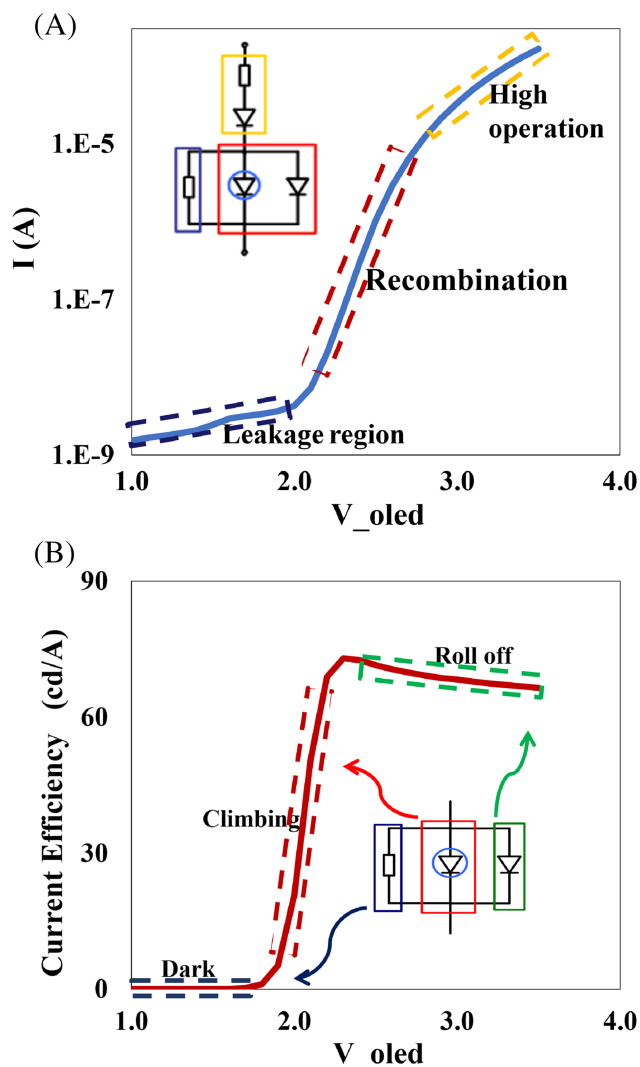 (A)
I (A)
1.E-5
1.E-7
1.E-9
High
operation
Recombination
Leakage region
1.0
2.0
3.0
4.0
V_oled
(B)
Current Efficiency (cd/A)
90
60
30
0
Roll off
Climbing
Dark
1.0
2.0
3.0
4.0
V_oled